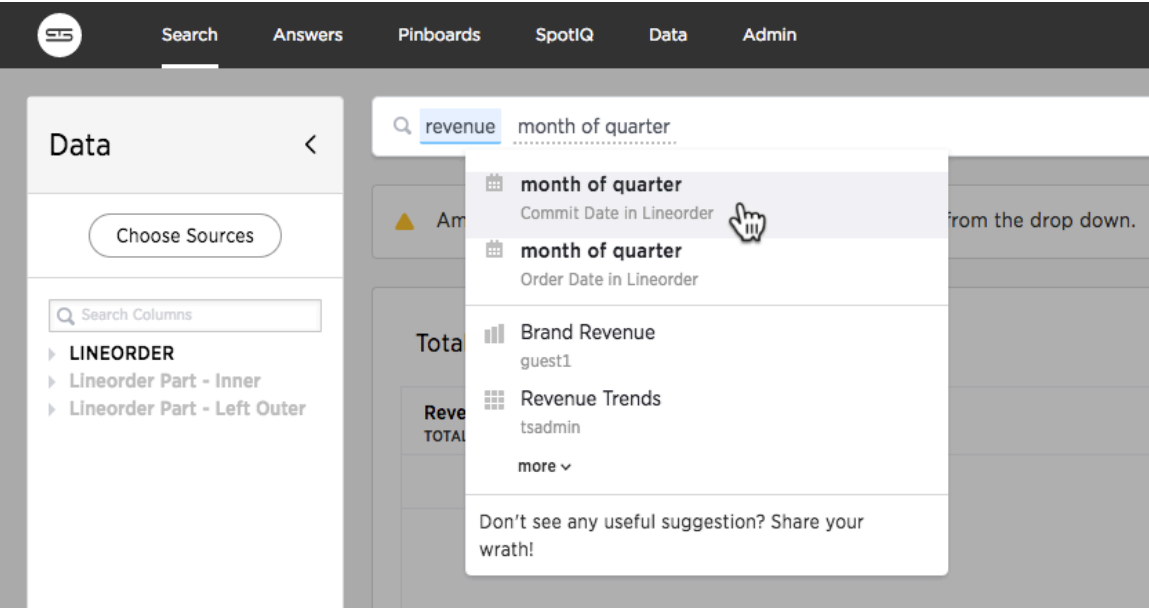 Search Answers Pinboards SpotIQ Data Admin
Data
Choose Sources
Search Columns
LINEORDER
Lineorder Part - Inner
Lineorder Part - Left Outer
revenue month of quarter
month of quarter
Commit Date in Lineorder
month of quarter
Order Date in Lineorder
Brand Revenue
guest1
Revenue Trends
tsadmin
more
Don't see any useful suggestion? Share your
wrath!
from the drop down.